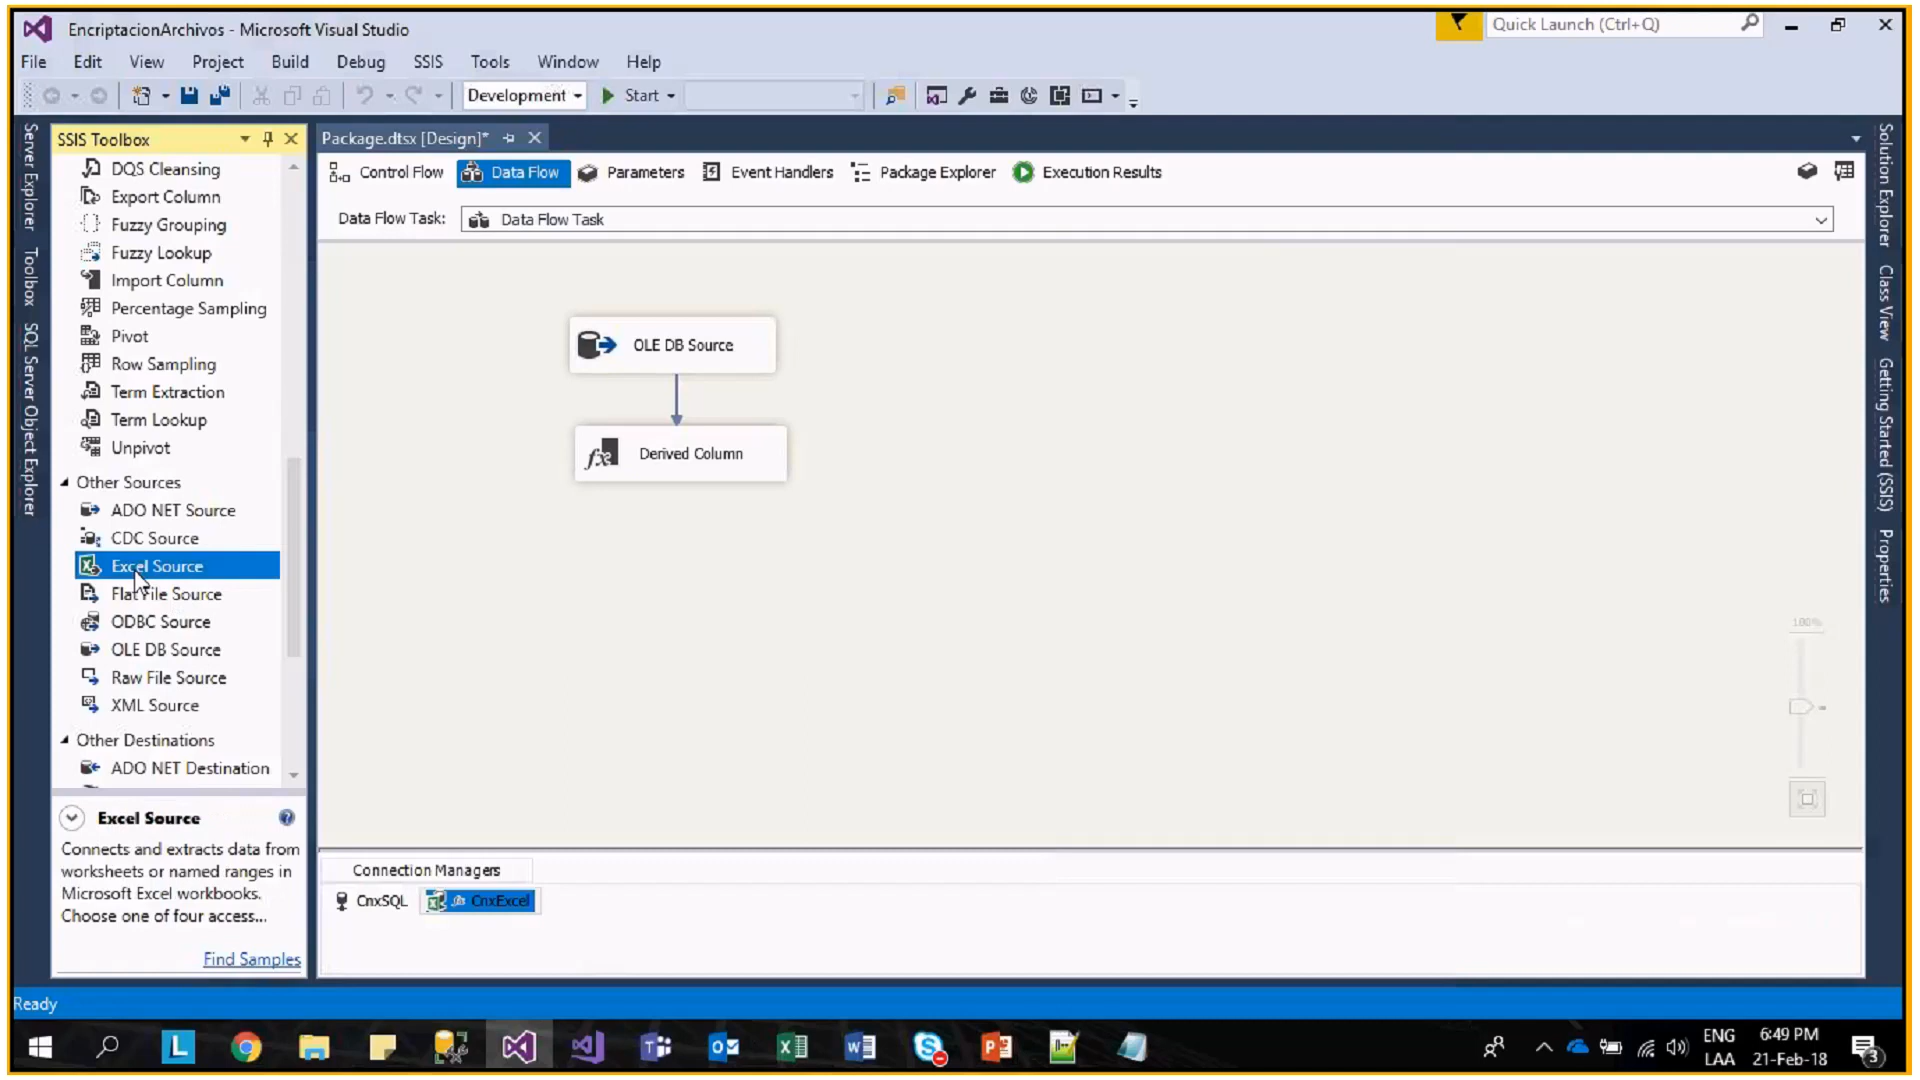 EncriptacionArchivos - Microsoft Visual Studio
Quick Launch (Ctrl+Q)
File Edit View Project Build Debug SSIS Tools Window Help
Development Start
Server Explorer
Toolbox
SQL Server Object Explorer
SSIS Toolbox
DQS Cleansing
Export Column
Fuzzy Grouping
Fuzzy Lookup
Import Column
Percentage Sampling
Pivot
Row Sampling
Term Extraction
Term Lookup
Unpivot
Other Sources
ADO NET Source
CDC Source
Excel Source
Flat File Source
ODBC Source
OLE DB Source
Raw File Source
XML Source
Other Destinations
ADO NET Destination
Excel Source
Connects and extracts data from
worksheets or named ranges in
Microsoft Excel workbooks.
Choose one of four access...
Find Samples
Package.dtsx [Design]*
Control Flow Data Flow Parameters Event Handlers Package Explorer Execution Results
Data Flow Task: Data Flow Task
OLE DB Source
Derived Column
100%
Connection Managers
CnxSQL CnxExcel
Solution Explorer
Class View
Getting Started (SSIS)
Properties
Ready
ENG
LAA
6:49 PM
21-Feb-18
3